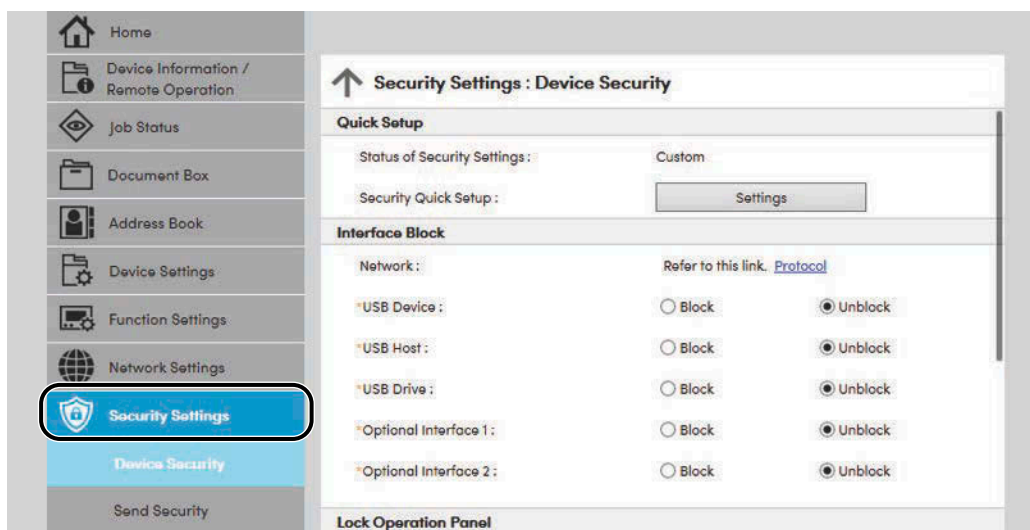 Home
Device Information /
Remote Operation
Job Status
Document Box
Address Book
Device Settings
Function Settings
Network Settings
Security Settings
Device Security
Send Security
Security Settings : Device Security
Quick Setup
Status of Security Settings : Custom
Security Quick Setup : Settings
Interface Block
Network : Refer to this link. Protocol
*USB Device : Block Unblock
*USB Host : Block Unblock
*USB Drive : Block Unblock
*Optional Interface 1 : Block Unblock
*Optional Interface 2 : Block Unblock
Lock Operation Panel